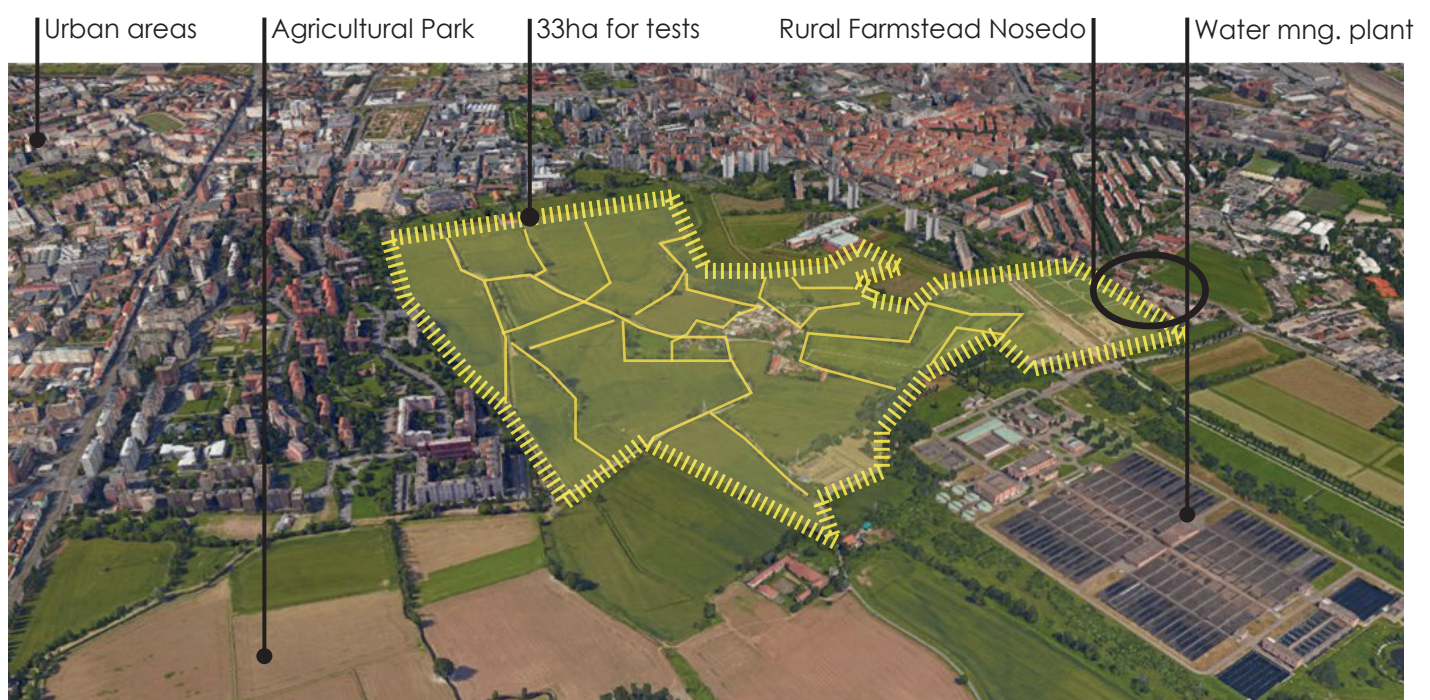 Urban areas
Agricultural Park
33ha for tests
Rural Farmstead Nosedo
Water mng. plant